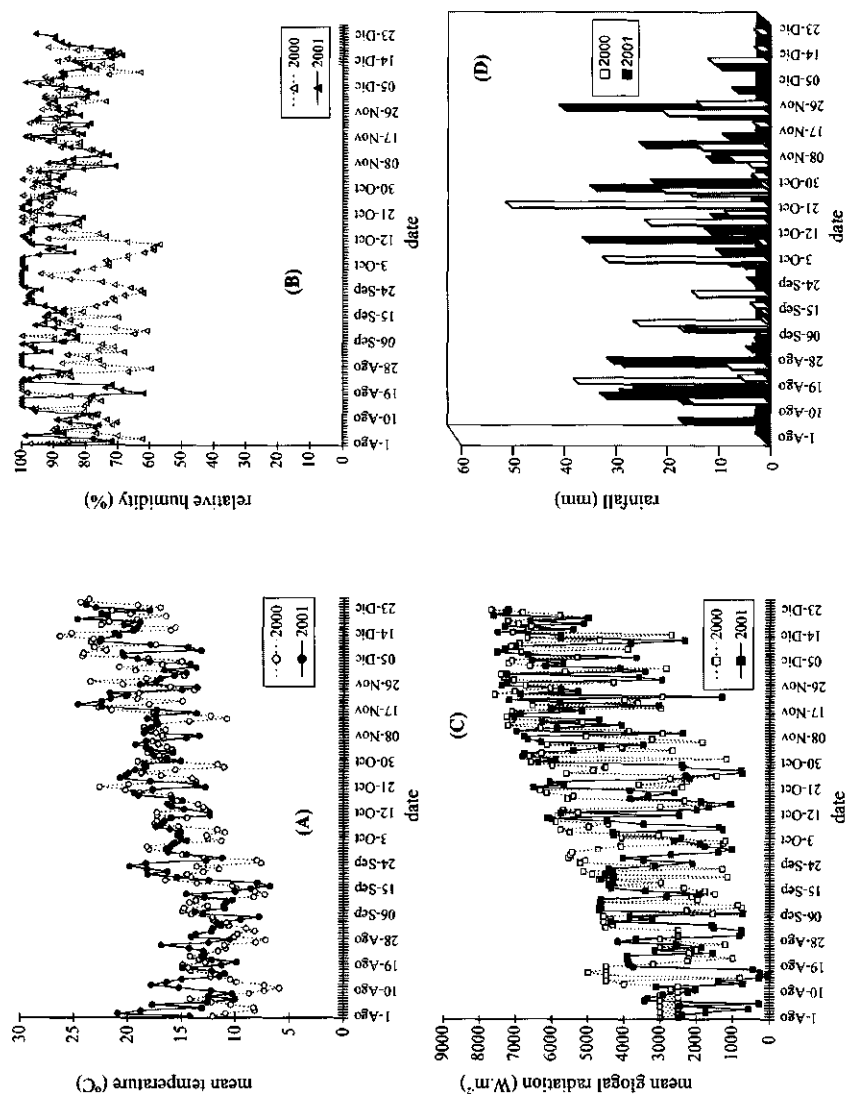 mean temperature (°C)
30
25
20
15
10
5
0
2000
2001
(A)
1-Ago
10-Ago
19-Ago
28-Ago
06-Sep
15-Sep
24-Sep
3-Oct
12-Oct
21-Oct
30-Oct
08-Nov
17-Nov
26-Nov
05-Dic
14-Dic
23-Dic
date
relative humidity (%)
100
90
80
70
60
50
40
30
20
10
0
2000
2001
(B)
1-Ago
10-Ago
19-Ago
28-Ago
06-Sep
15-Sep
24-Sep
3-Oct
12-Oct
21-Oct
30-Oct
08-Nov
17-Nov
26-Nov
05-Dic
14-Dic
23-Dic
date
mean glogal radiation (W.m²)
9000
8000
7000
6000
5000
4000
3000
2000
1000
0
(C)
2000
2001
1-Ago
10-Ago
19-Ago
28-Ago
06-Sep
15-Sep
24-Sep
3-Oct
12-Oct
21-Oct
30-Oct
08-Nov
17-Nov
26-Nov
05-Dic
14-Dic
23-Dic
date
rainfall (mm)
60
50
40
30
20
10
0
2000
2001
(D)
1-Ago
10-Ago
19-Ago
28-Ago
06-Sep
15-Sep
24-Sep
3-Oct
12-Oct
21-Oct
30-Oct
08-Nov
17-Nov
26-Nov
05-Dic
14-Dic
23-Dic
date